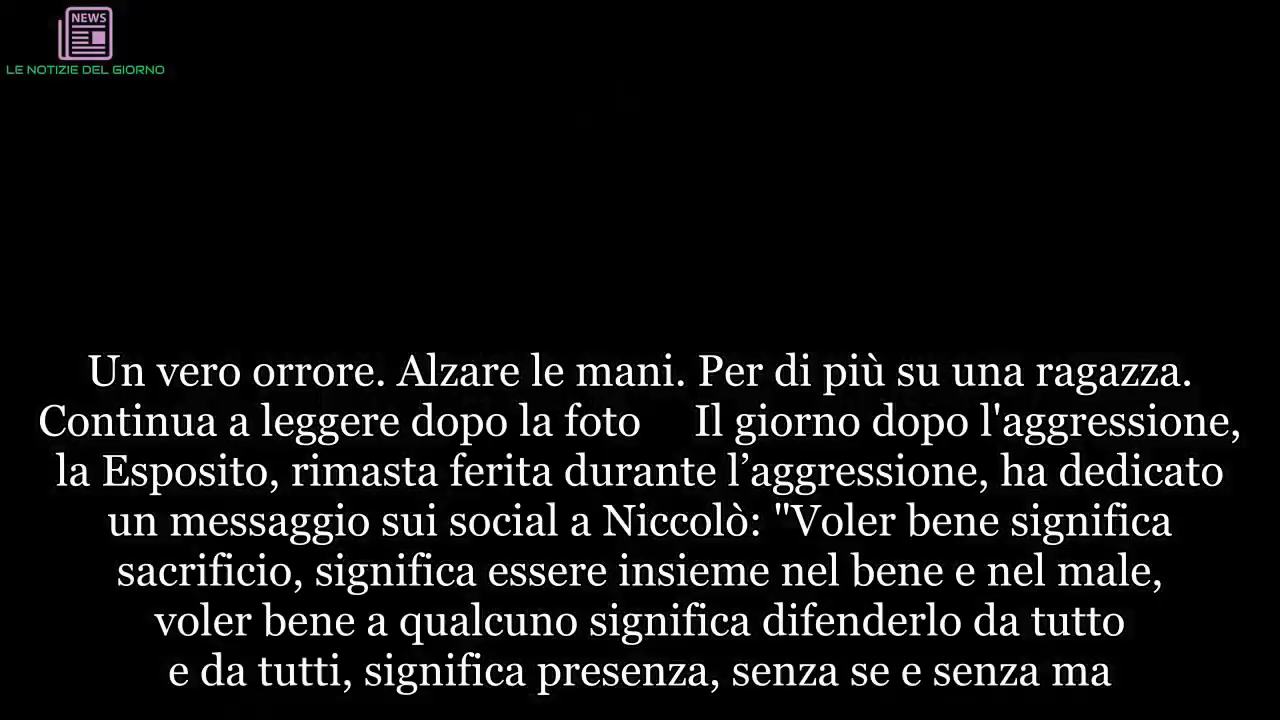 NEWS
LE NOTIZIE DEL GIORNO
Un vero orrore. Alzare le mani. Per di più su una ragazza.
Continua a leggere dopo la foto Il giorno dopo l'aggressione,
la Esposito, rimasta ferita durante l’aggressione, ha dedicato
un messaggio sui social a Niccolò: "Voler bene significa
sacrificio, significa essere insieme nel bene e nel male,
voler bene a qualcuno significa difenderlo da tutto
e da tutti, significa presenza, senza se e senza ma